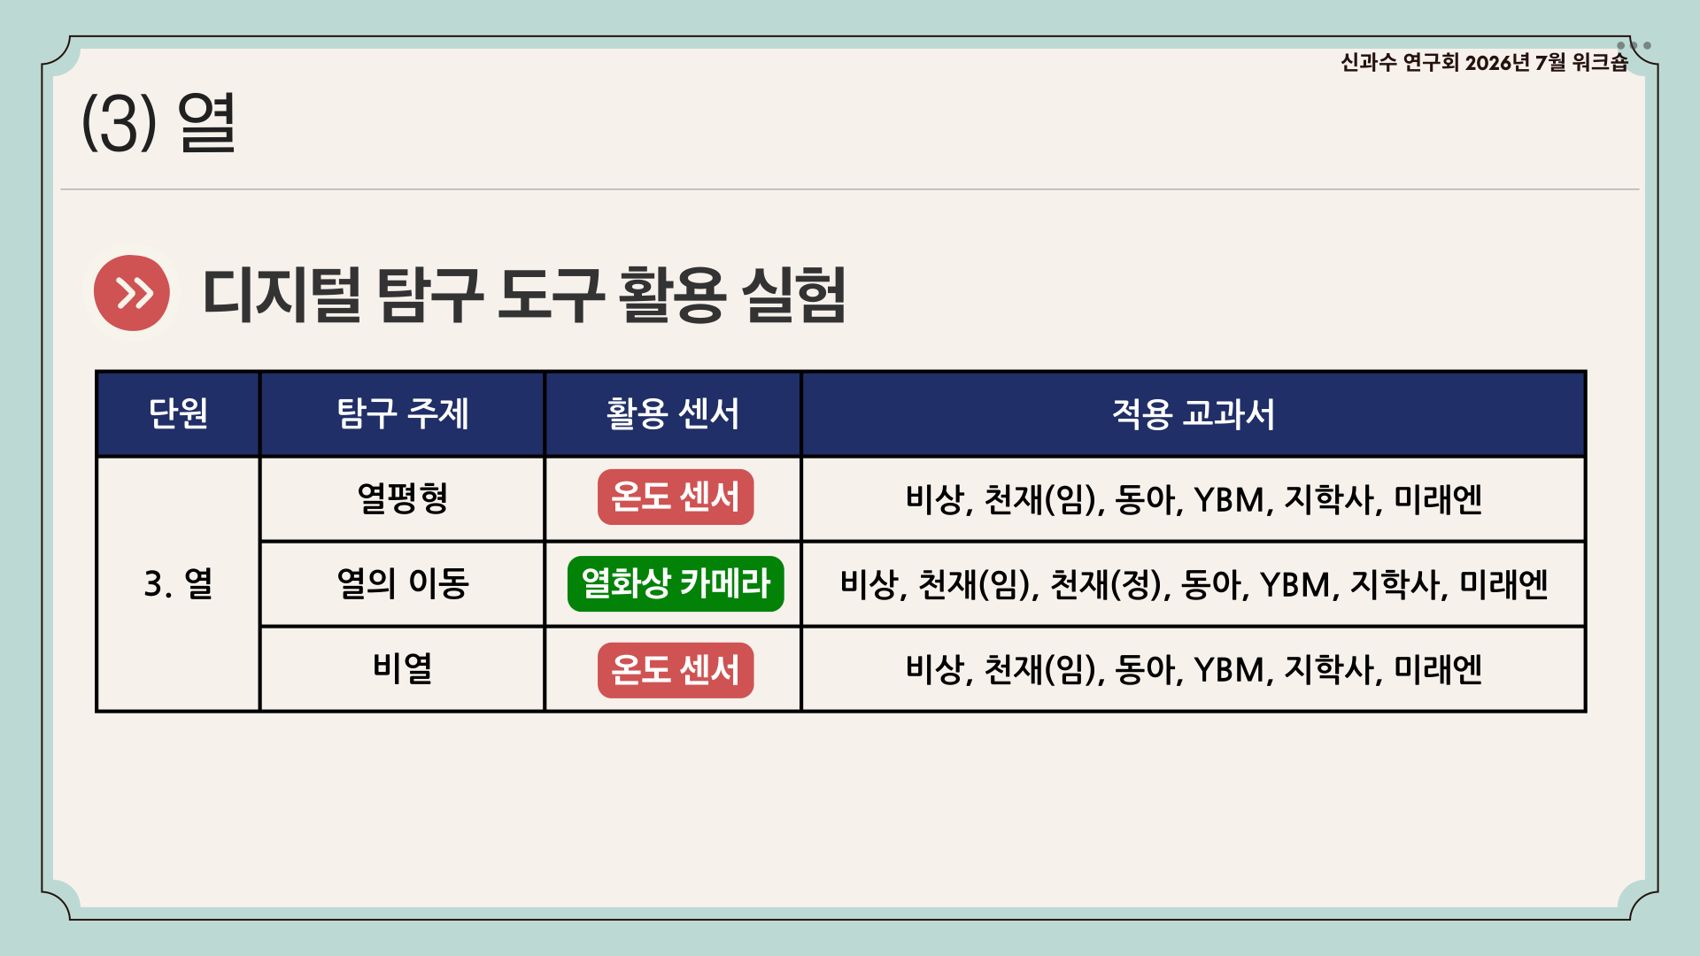 신과수 연구회 2026년 7월 워크숍
(3) 열
디지털 탐구 도구 활용 실험
단원 탐구 주제 활용 센서 적용 교과서
3. 열
열평형 온도 센서 비상, 천재(임), 동아, YBM, 지학사, 미래엔
열의 이동 열화상 카메라 비상, 천재(임), 천재(정), 동아, YBM, 지학사, 미래엔
비열 온도 센서 비상, 천재(임), 동아, YBM, 지학사, 미래엔